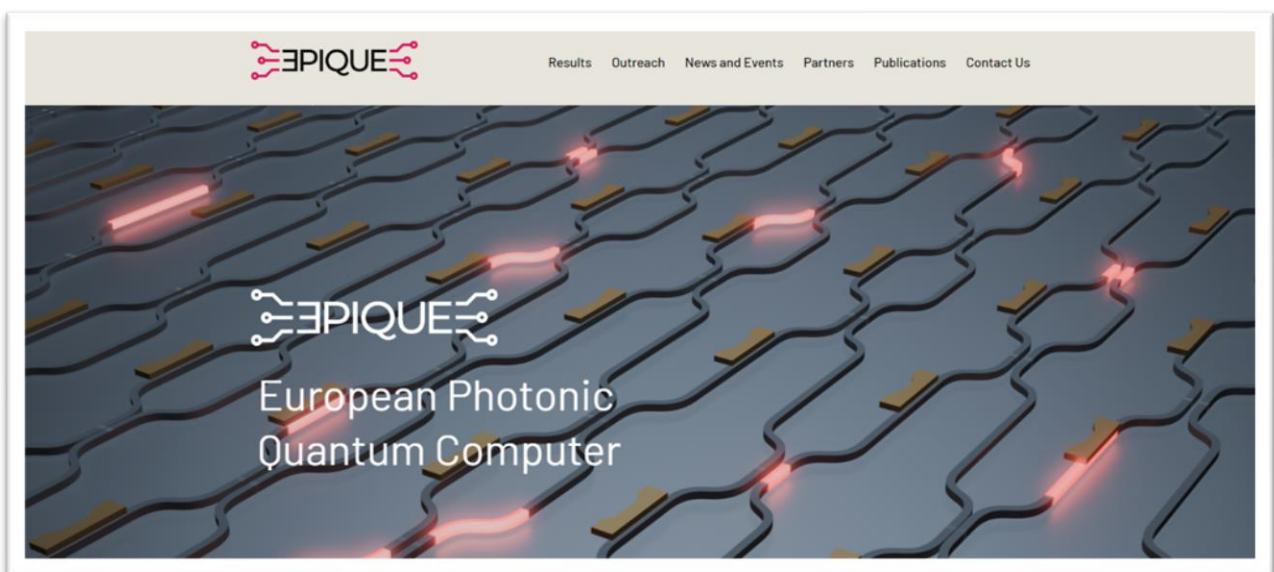 EPIQUE
Results Outreach News and Events Partners Publications Contact Us
EPIQUE
European Photonic
Quantum Computer